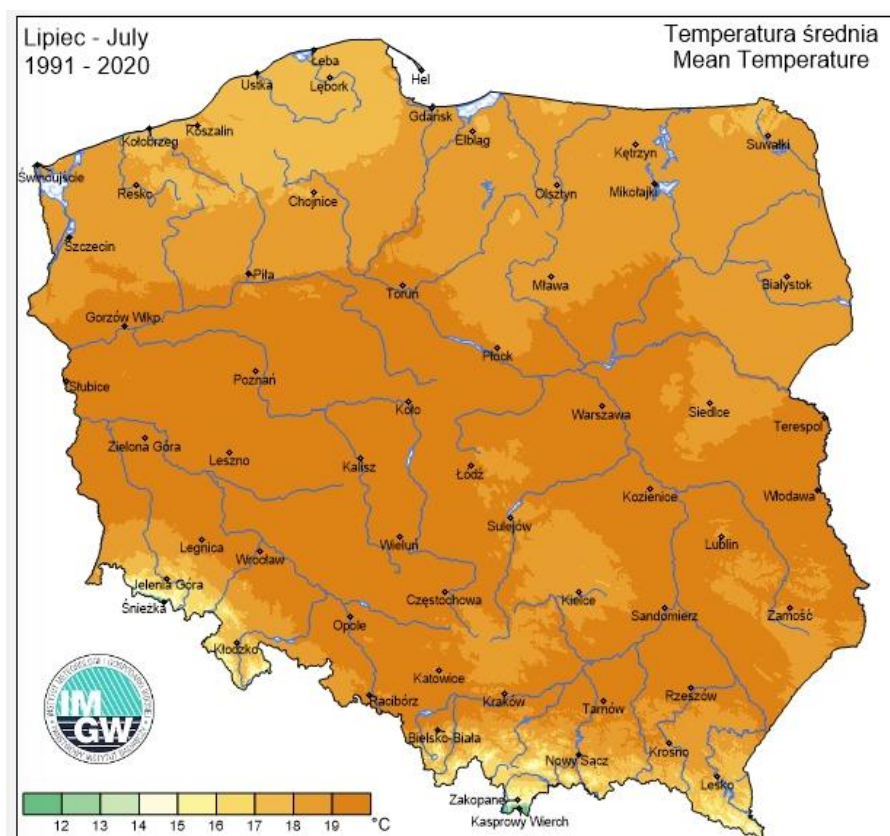 Lipiec - July
1991 - 2020
Temperatura średnia
Mean Temperature
Łeba
Hel
Ustka
Lębork
Gdańsk
Koszalin
Kołobrzeg
Elbląg
Kętrzyn
Suwałki
Świnoujście
Resko
Chojnice
Olsztyn
Mikołajki
Szczecin
Piła
Toruń
Mława
Białystok
Gorzów Wlkp.
Płock
Słubice
Poznań
Koło
Warszawa
Siedlce
Terespol
Zielona Góra
Leszno
Kalisz
Łódź
Kozienice
Włodawa
Legnica
Wrocław
Wieluń
Sulejów
Lublin
Jelenia Góra
Śnieżka
Częstochowa
Kielce
Sandomierz
Zamość
Opole
Kłodzko
Katowice
Racibórz
Kraków
Tarnów
Rzeszów
Bielsko-Biała
Nowy Sącz
Krosno
Lesko
Zakopane
Kasprowy Wierch
IM
GW
12 13 14 15 16 17 18 19 °C